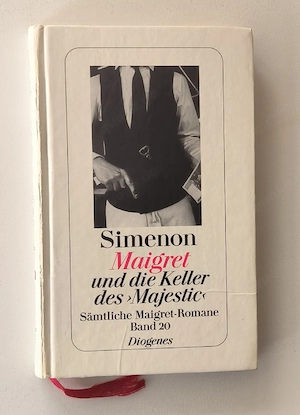 Simenon
Maigret
und die Keller
des ›Majestic‹
Sämtliche Maigret-Romane
Band 20
Diogenes